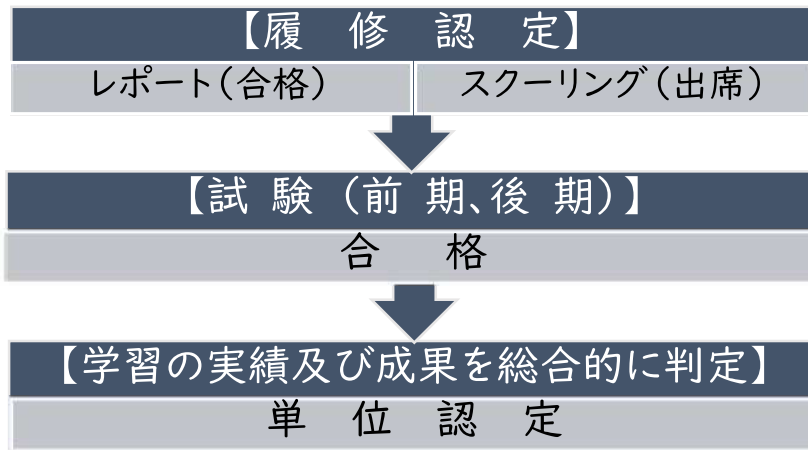 【履　修　認　定】
レポート（合格）　スクーリング（出席）
【試 験 （前 期、後 期）】
合　格
【学習の実績及び成果を総合的に判定】
単　位　認　定